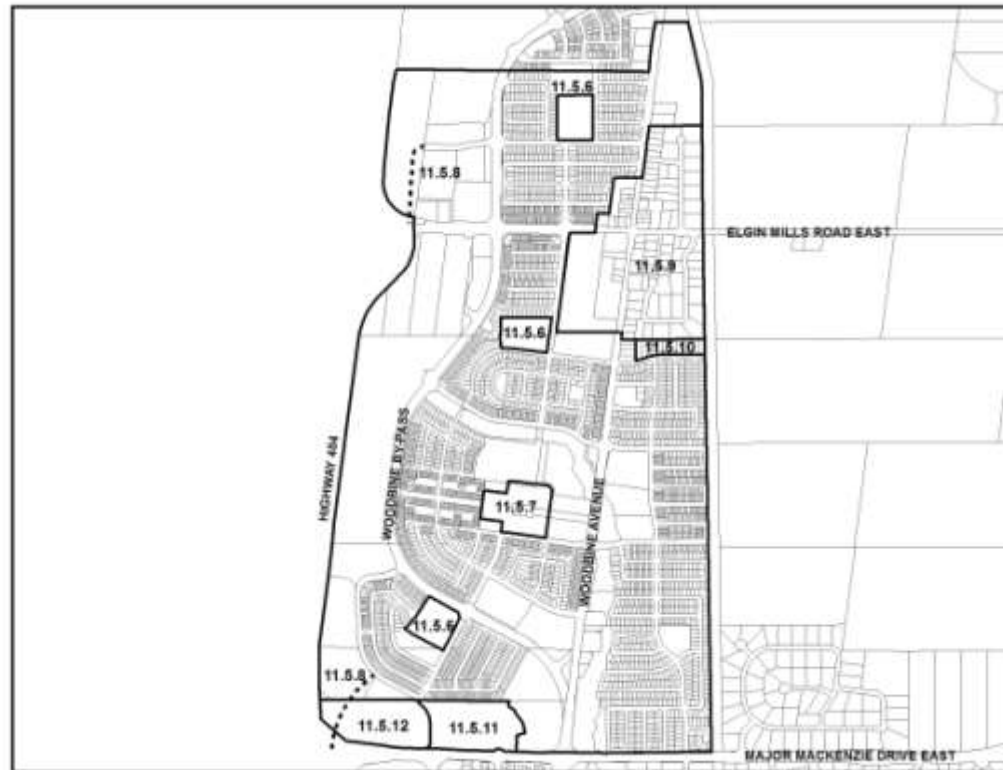 11.5.6
11.5.8
ELGIN MILLS ROAD EAST
11.5.9
11.5.6
11.5.10
HIGHWAY 404
WOODBINE BY-PASS
11.5.7
WOODBINE AVENUE
11.5.6
11.5.8
11.5.12
11.5.11
MAJOR MACKENZIE DRIVE EAST